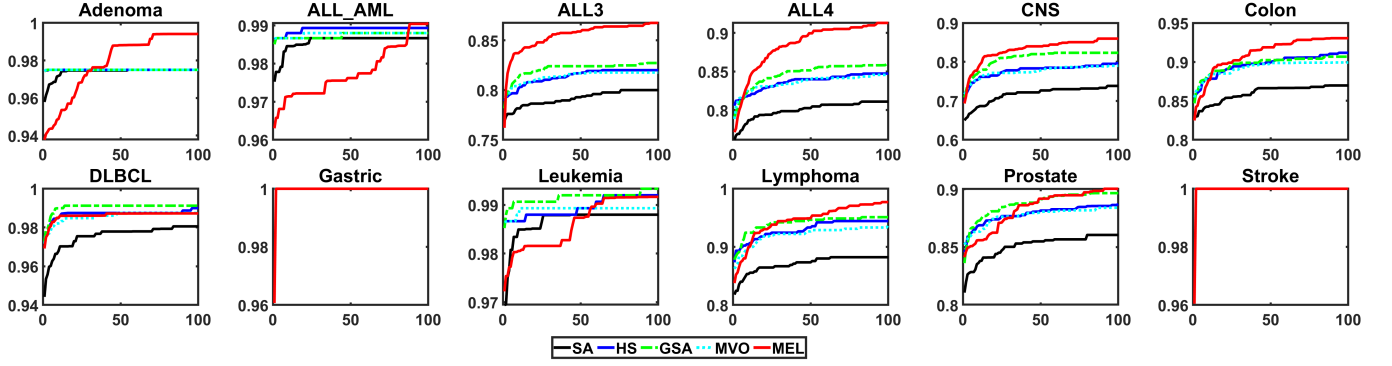 Adenoma ALL_AML ALL3 ALL4 CNS Colon
1 0.98 0.96 0.94
0.99 0.98 0.97 0.96
0.85 0.8 0.75
0.9 0.85 0.8
0.9 0.8 0.7 0.6
0.95 0.9 0.85 0.8
0 50 100 0 50 100 0 50 100 0 50 100 0 50 100 0 50 100
DLBCL Gastric Leukemia Lymphoma Prostate Stroke
1 0.98 0.96 0.94
1 0.98 0.96
0.99 0.98 0.97
1 0.9 0.8
0.9 0.85 0.8
1 0.98 0.96
0 50 100 0 50 100 0 50 100 0 50 100 0 50 100 0 50 100
SA HS GSA MVO MEL